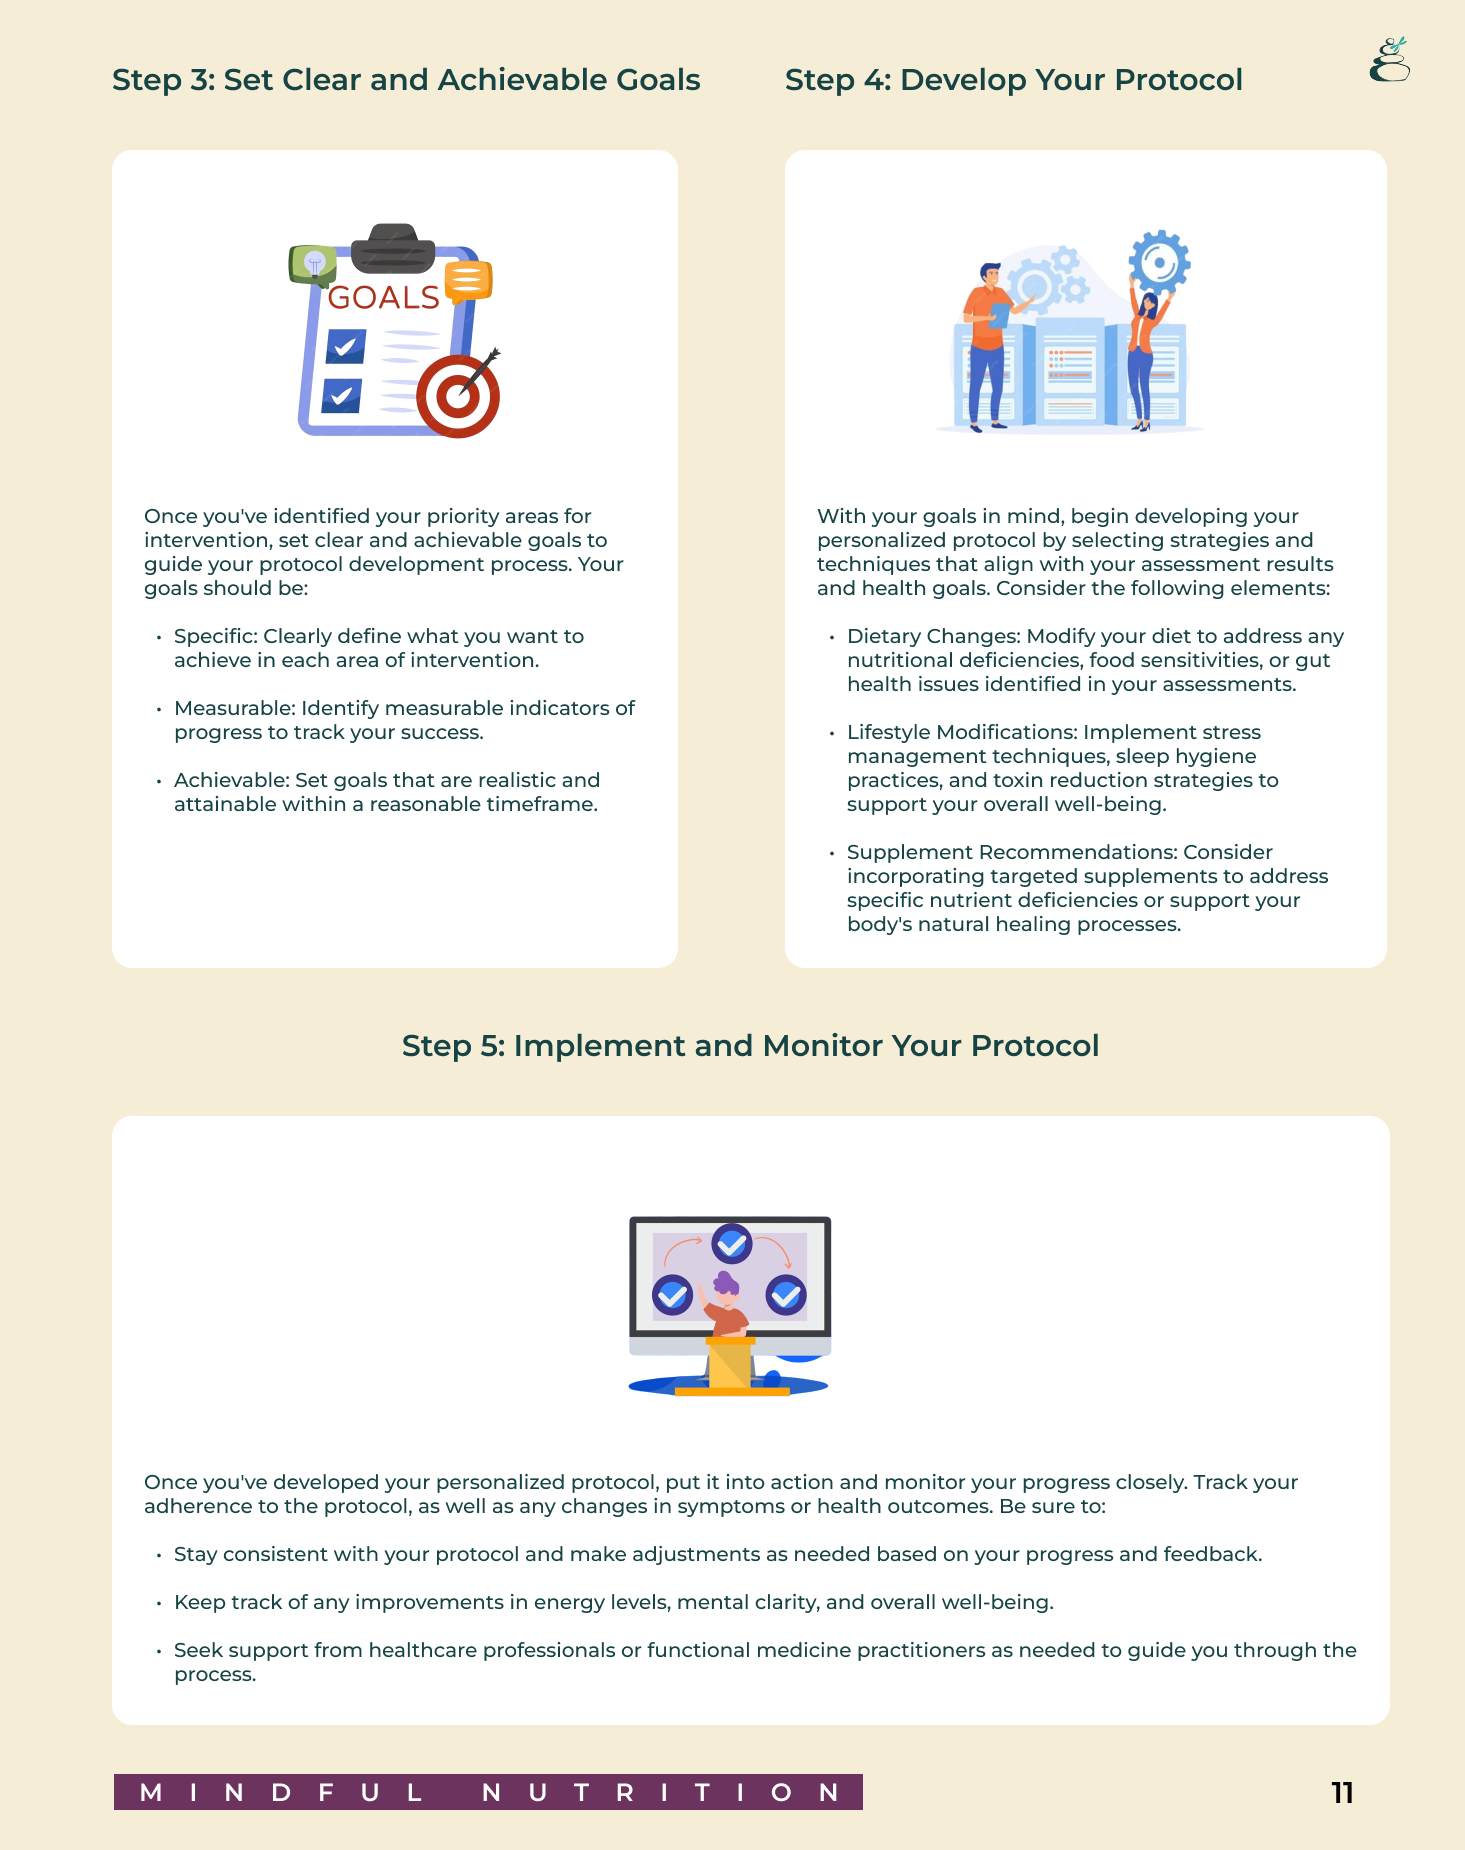 Step 3: Set Clear and Achievable Goals
GOALS
Once you've identified your priority areas for
intervention, set clear and achievable goals to
guide your protocol development process. Your
goals should be:
• Specific: Clearly define what you want to
achieve in each area of intervention.
• Measurable: Identify measurable indicators of
progress to track your success.
• Achievable: Set goals that are realistic and
attainable within a reasonable timeframe.
Step 4: Develop Your Protocol
With your goals in mind, begin developing your
personalized protocol by selecting strategies and
techniques that align with your assessment results
and health goals. Consider the following elements:
• Dietary Changes: Modify your diet to address any
nutritional deficiencies, food sensitivities, or gut
health issues identified in your assessments.
• Lifestyle Modifications: Implement stress
management techniques, sleep hygiene
practices, and toxin reduction strategies to
support your overall well-being.
• Supplement Recommendations: Consider
incorporating targeted supplements to address
specific nutrient deficiencies or support your
body's natural healing processes.
Step 5: Implement and Monitor Your Protocol
Once you've developed your personalized protocol, put it into action and monitor your progress closely. Track your
adherence to the protocol, as well as any changes in symptoms or health outcomes. Be sure to:
• Stay consistent with your protocol and make adjustments as needed based on your progress and feedback.
• Keep track of any improvements in energy levels, mental clarity, and overall well-being.
• Seek support from healthcare professionals or functional medicine practitioners as needed to guide you through the
process.
MINDFUL NUTRITION
11